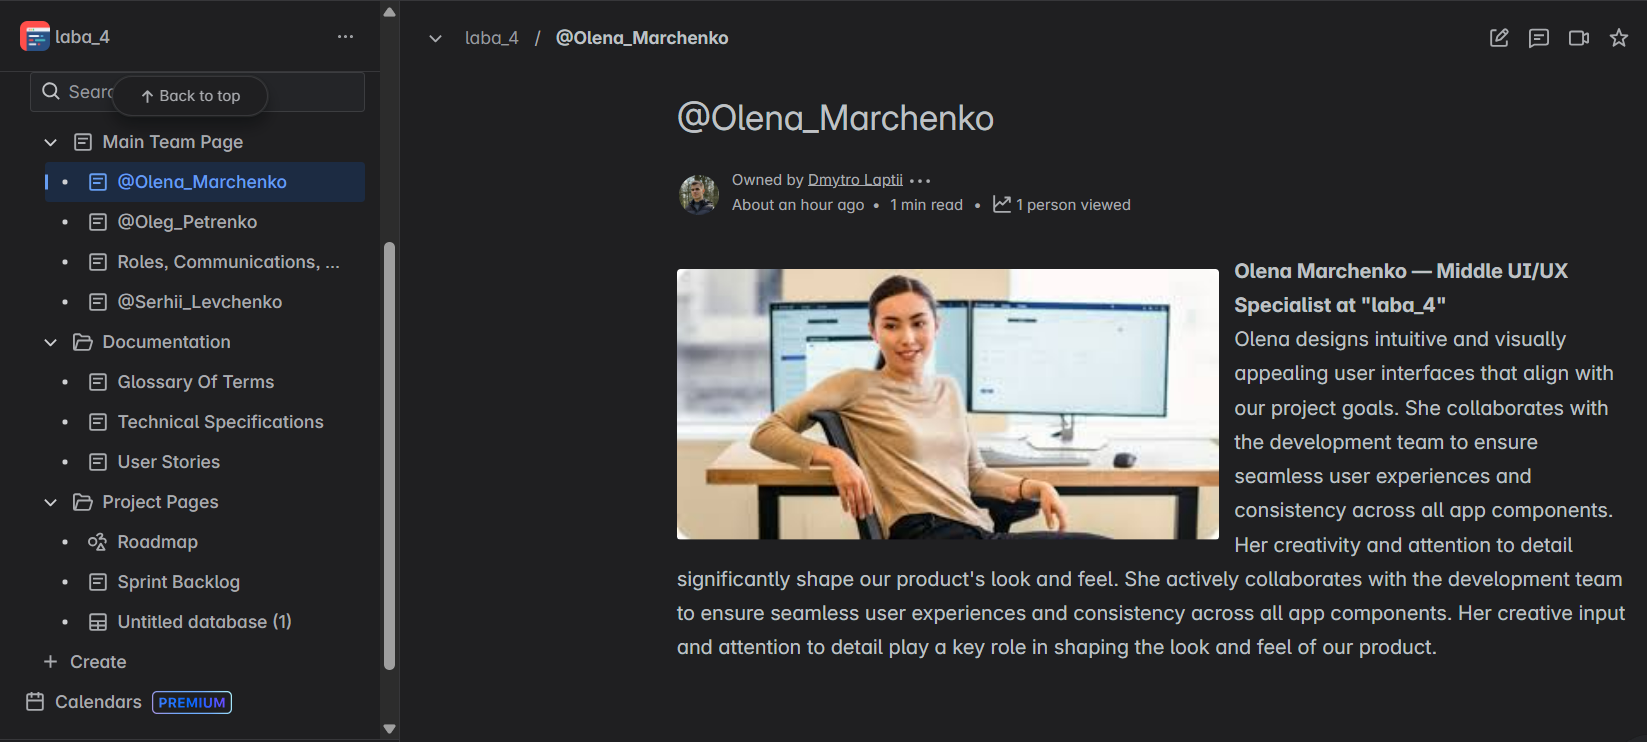 laba_4
Back to top
Main Team Page
@Olena_Marchenko
@Oleg_Petrenko
Roles, Communications, ...
@Serhii_Levchenko
Documentation
Glossary Of Terms
Technical Specifications
User Stories
Project Pages
Roadmap
Sprint Backlog
Untitled database (1)
Create
Calendars PREMIUM
laba_4 / @Olena_Marchenko
@Olena_Marchenko
Owned by Dmytro Laptii
About an hour ago • 1 min read • 1 person viewed
Olena Marchenko — Middle UI/UX
Specialist at "laba_4"
Olena designs intuitive and visually
appealing user interfaces that align with
our project goals. She collaborates with
the development team to ensure
seamless user experiences and
consistency across all app components.
Her creativity and attention to detail
significantly shape our product's look and feel. She actively collaborates with the development team
to ensure seamless user experiences and consistency across all app components. Her creative input
and attention to detail play a key role in shaping the look and feel of our product.